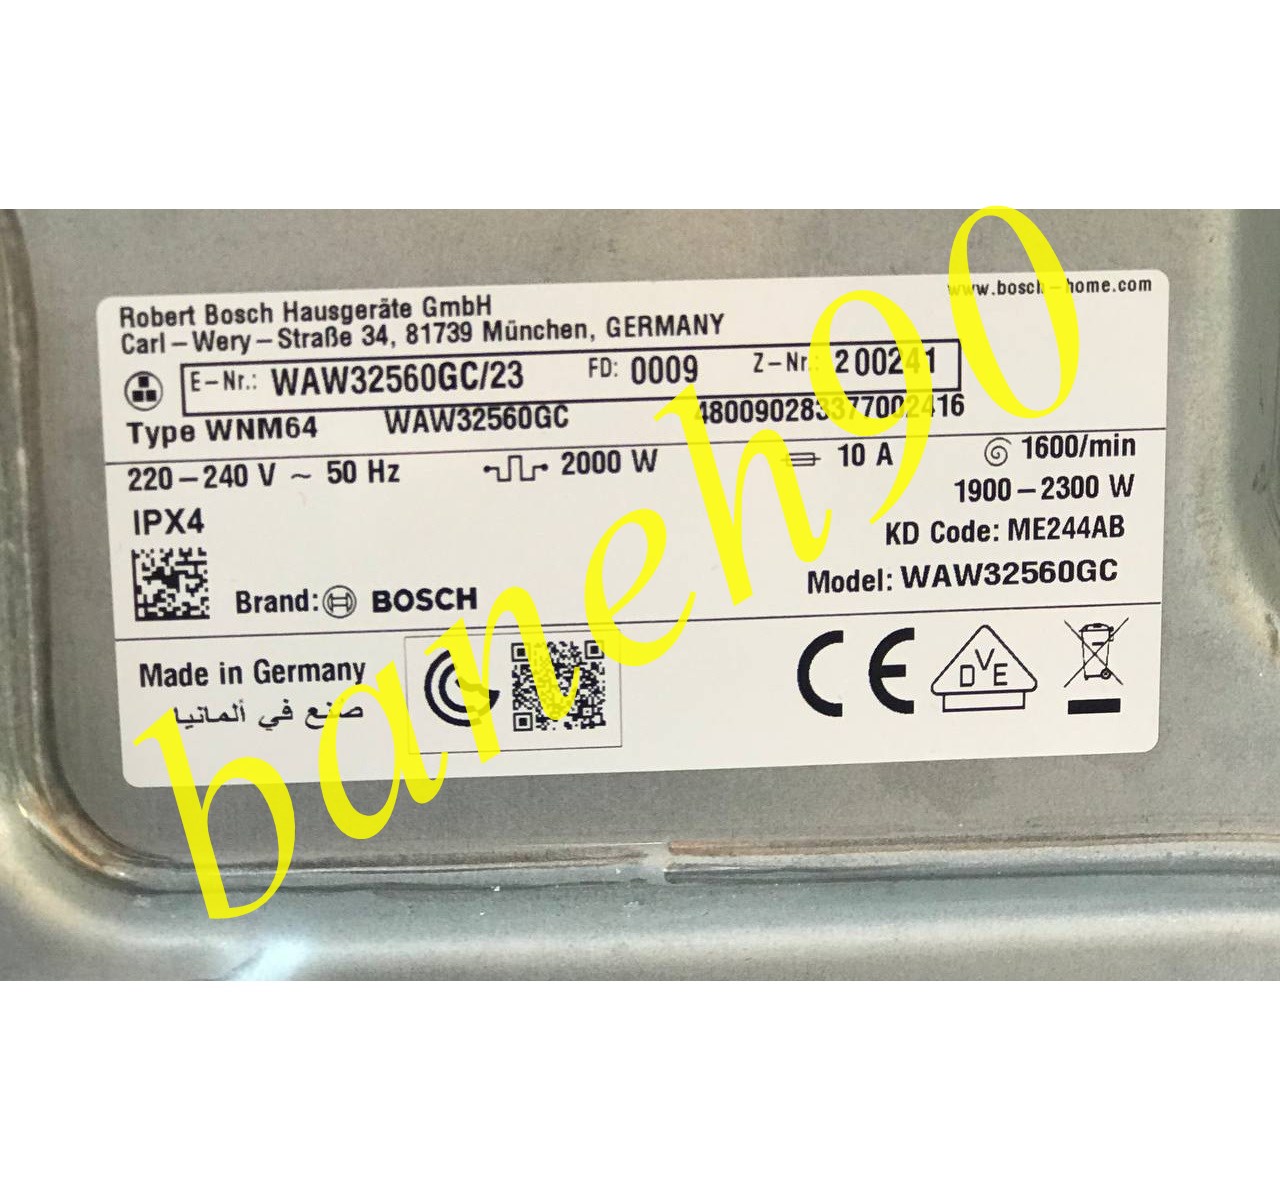 Robert Bosch Hausgeräte GmbH
www.bosch-home.com
Carl-Wery-Straße 34, 81739 München, GERMANY
E-Nr.: WAW32560GC/23 FD: 0009 Z-Nr.: 200241
Type WNM64 WAW32560GC 480090283377002416
220-240 V ~ 50 Hz 2000 W 10 A 1600/min
1900-2300 W
IPX4 KD Code: ME244AB
Brand: BOSCH Model: WAW32560GC
Made in Germany
صنع في ألمانيا
CE
DVE
baneh90